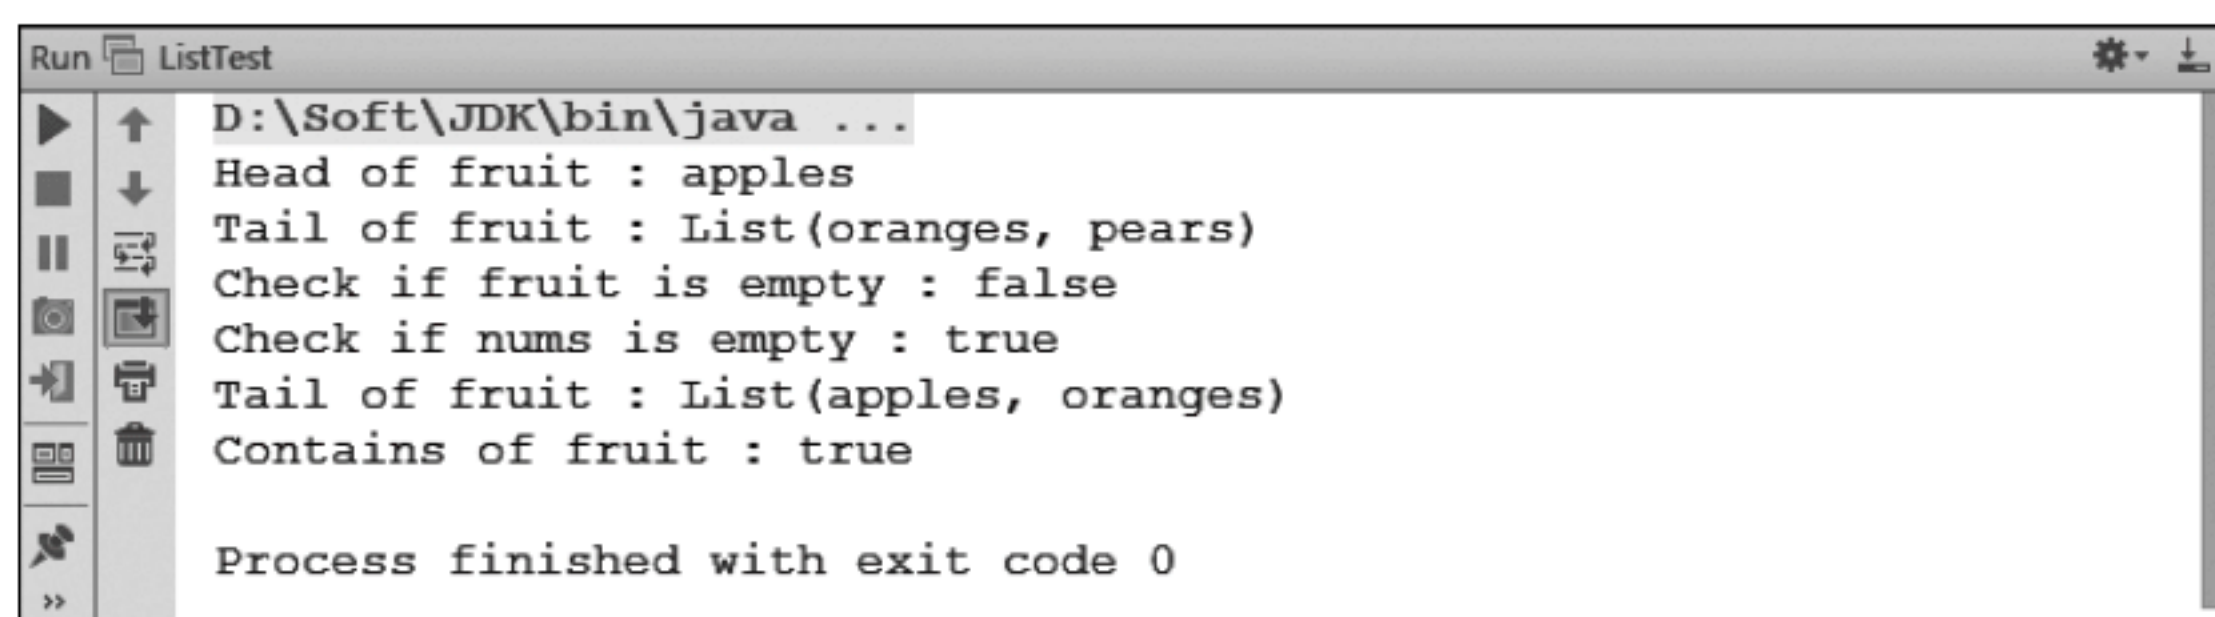 Run ListTest
D:\Soft\JDK\bin\java ...
Head of fruit : apples
Tail of fruit : List(oranges, pears)
Check if fruit is empty : false
Check if nums is empty : true
Tail of fruit : List(apples, oranges)
Contains of fruit : true
Process finished with exit code 0